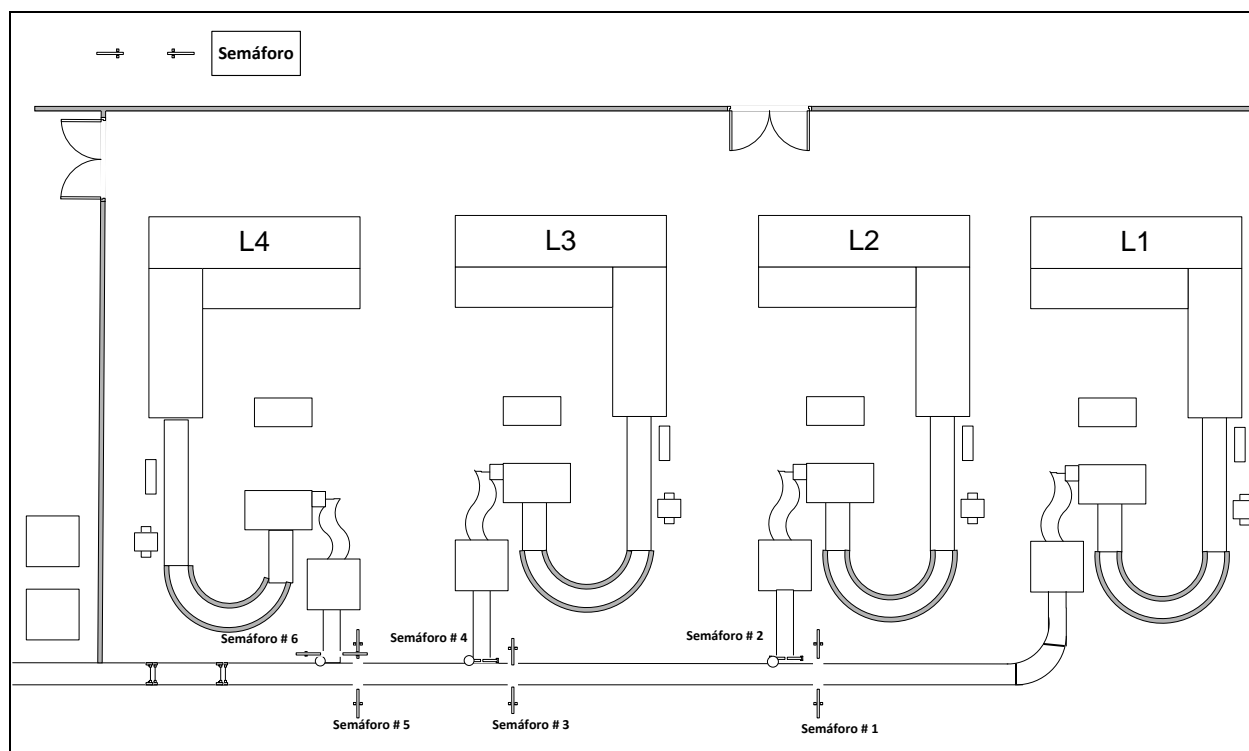 Semáforo
L4
L3
L2
L1
Semáforo # 6
Semáforo # 4
Semáforo # 2
Semáforo # 5
Semáforo # 3
Semáforo # 1